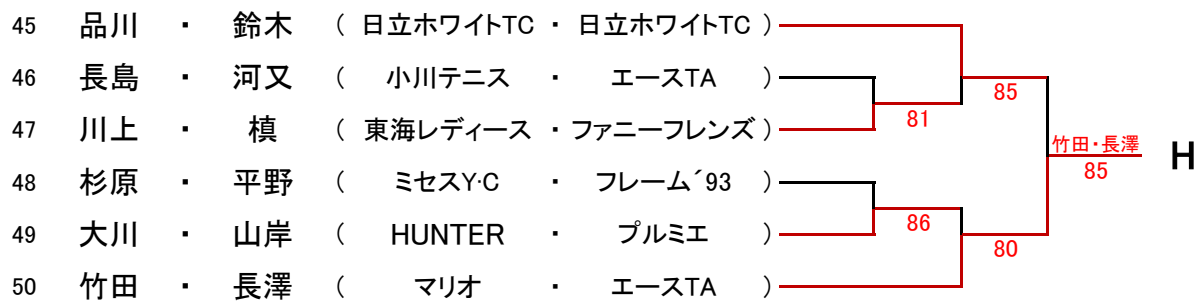 45 品川 ・ 鈴木 ( 日立ホワイトTC ・ 日立ホワイトTC )
46 長島 ・ 河又 ( 小川テニス ・ エースTA )
85
47 川上 ・ 槙 ( 東海レディース ・ ファニーフレンズ )
81
竹田・長澤
85
H
48 杉原 ・ 平野 ( ミセスY・C ・ フレーム´93 )
49 大川 ・ 山岸 ( HUNTER ・ プルミエ )
86
80
50 竹田 ・ 長澤 ( マリオ ・ エースTA )